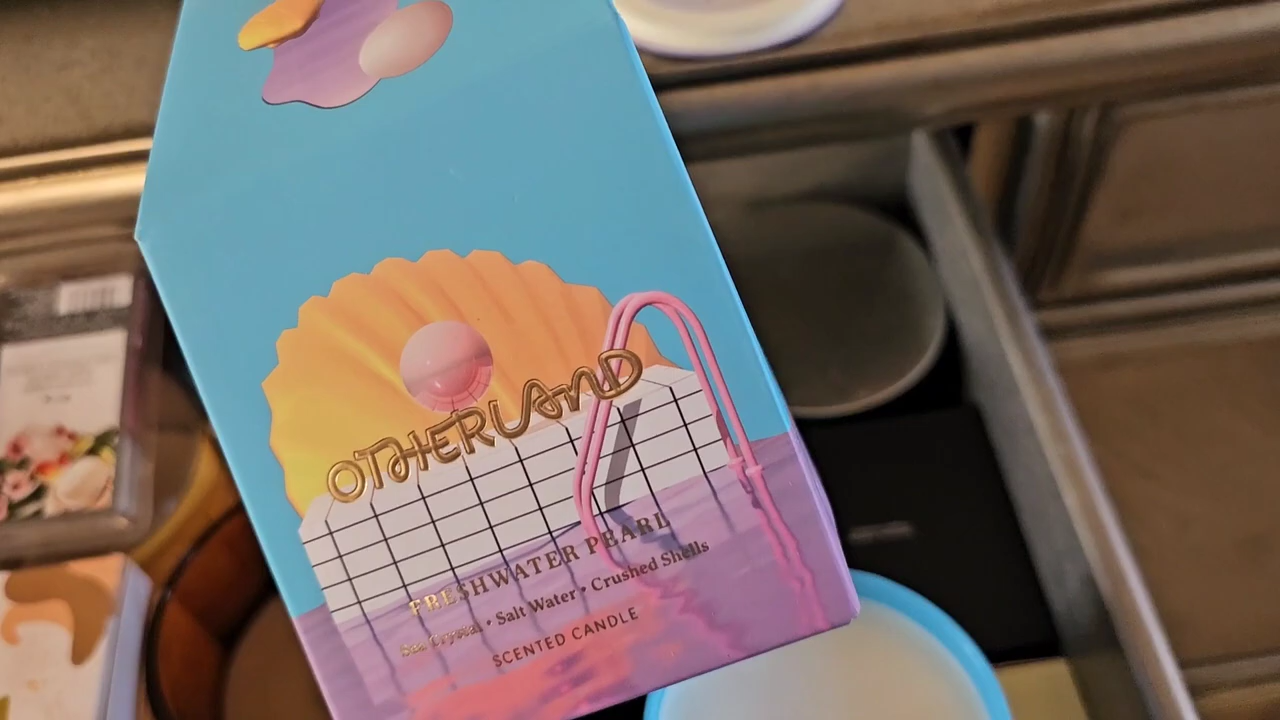 OTHERLAND
FRESHWATER PEARL
Sea Crystal • Salt Water • Crushed Shells
SCENTED CANDLE